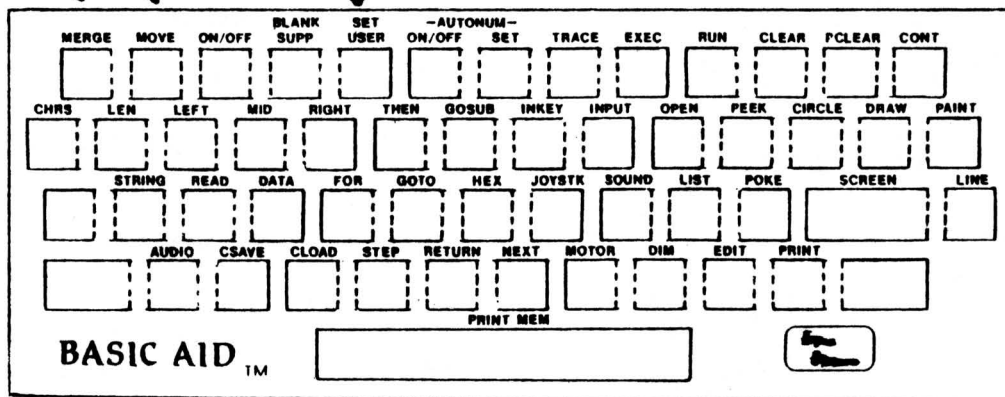 BLANK SET -AUTONUM-
MERGE MOVE ON/OFF SUPP USER ON/OFF SET TRACE EXEC RUN CLEAR PCLEAR CONT
CHRS LEN LEFT MID RIGHT THEN GOSUB INKEY INPUT OPEN PEEK CIRCLE DRAW PAINT
STRING READ DATA FOR GOTO HEX JOYSTK SOUND LIST POKE SCREEN LINE
AUDIO CSAVE CLOAD STEP RETURN NEXT MOTOR DIM EDIT PRINT
PRINT MEM
BASIC AID TM